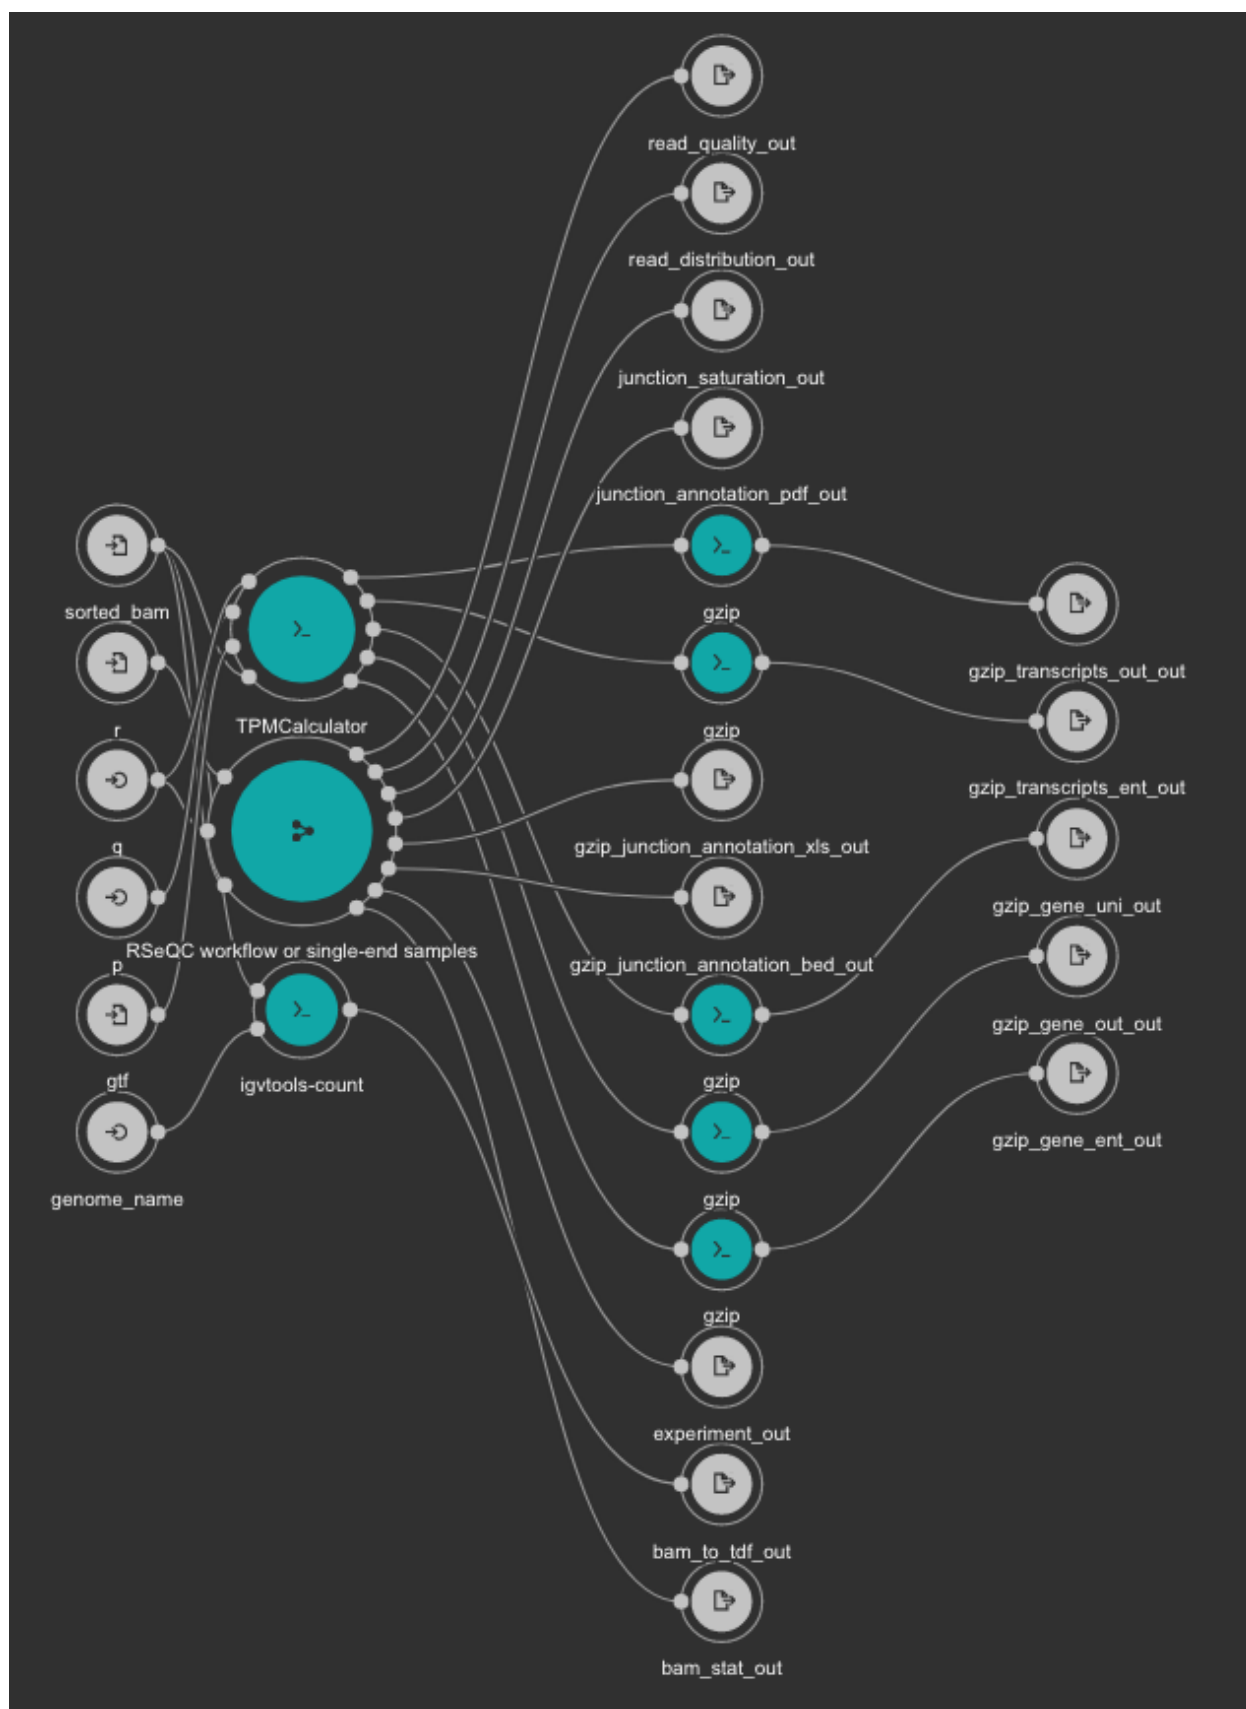 read_quality_out
read_distribution_out
junction_saturation_out
junction_annotation_pdf_out
sorted_bam
gzip
gzip_transcripts_out_out
r
TPMCalculator
gzip
gzip_transcripts_ent_out
q
gzip_junction_annotation_xls_out
gzip_gene_uni_out
p
RSeQC workflow or single-end samples
gzip_junction_annotation_bed_out
gzip_gene_out_out
gtf
igvtools-count
gzip
gzip_gene_ent_out
genome_name
gzip
gzip
experiment_out
bam_to_tdf_out
bam_stat_out